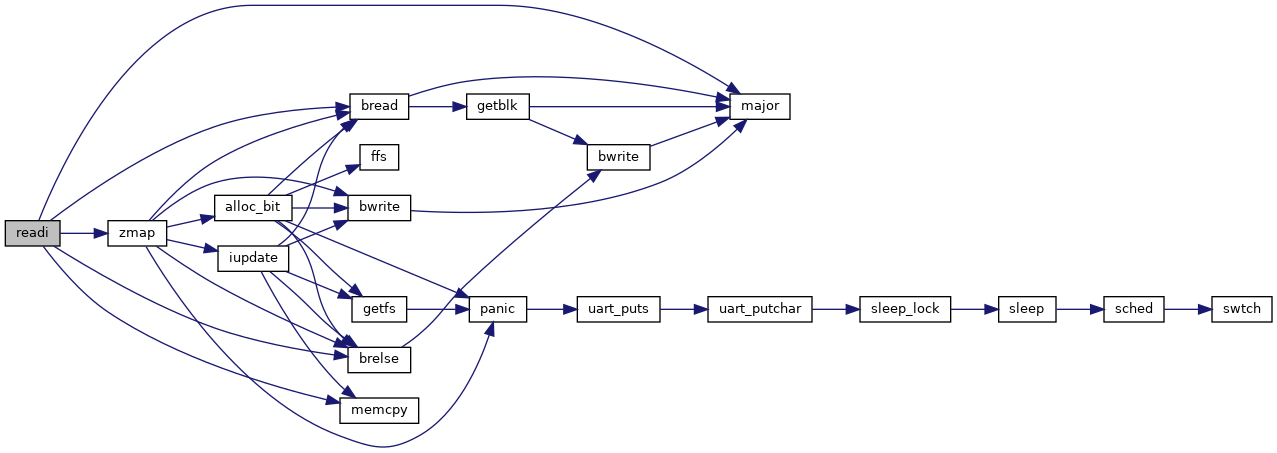 readi
zmap
alloc_bit
iupdate
bread
ffs
bwrite
getfs
brelse
memcpy
getblk
panic
bwrite
uart_puts
major
uart_putchar
sleep_lock
sleep
sched
swtch